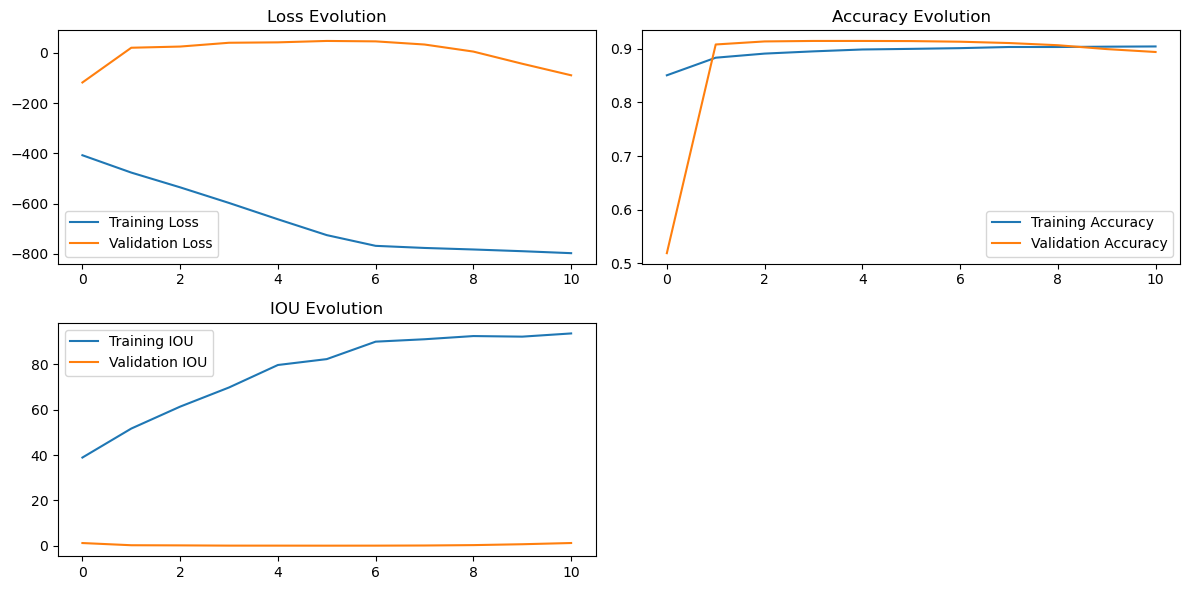 Loss Evolution
0
−200
−400
−600
−800
Training Loss
Validation Loss
0 2 4 6 8 10
Accuracy Evolution
0.9
0.8
0.7
0.6
0.5
Training Accuracy
Validation Accuracy
0 2 4 6 8 10
IOU Evolution
Training IOU
Validation IOU
80
60
40
20
0
0 2 4 6 8 10